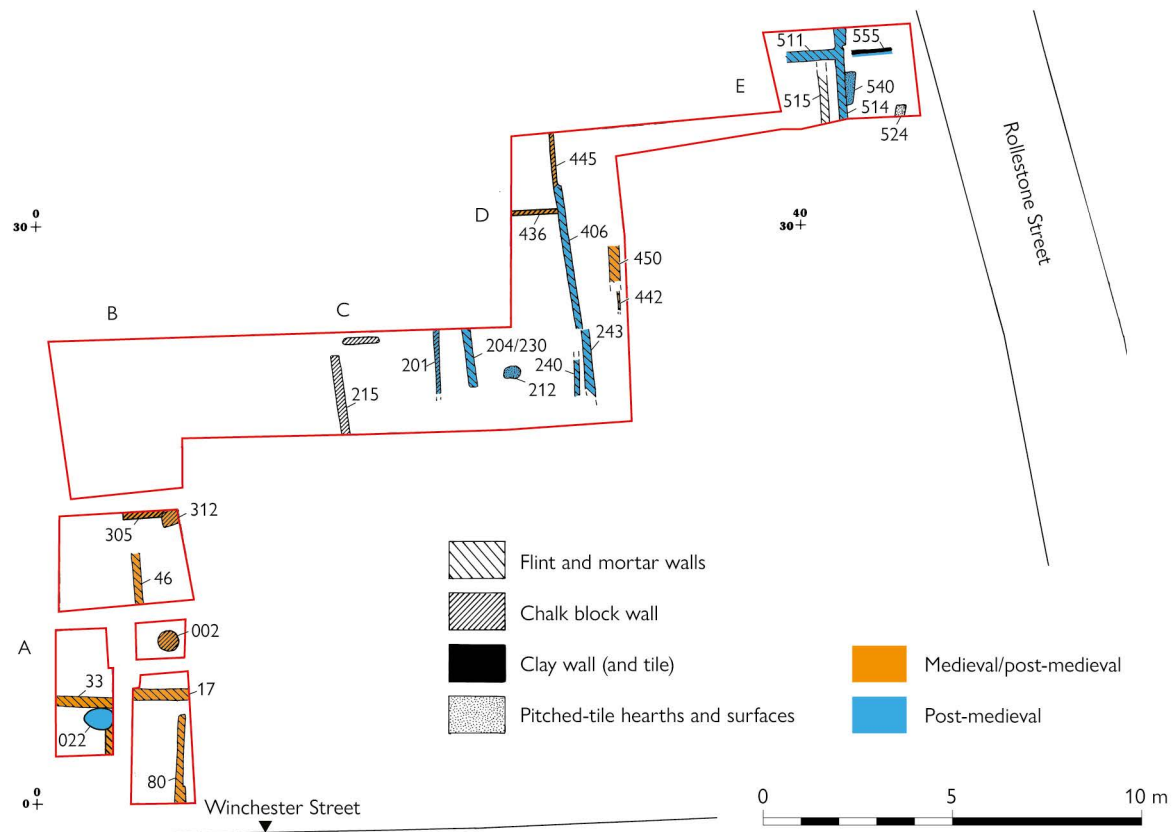 511
555
E
515
540
514
524
445
Rollestone Street
0
30
D
436
406
40
30
450
442
B
C
243
201
204/230
240
215
212
312
305
46
Flint and mortar walls
Chalk block wall
002
A
Clay wall (and tile)
Medieval/post-medieval
33
17
Pitched-tile hearths and surfaces
Post-medieval
022
80
0
0
Winchester Street
0
5
10 m